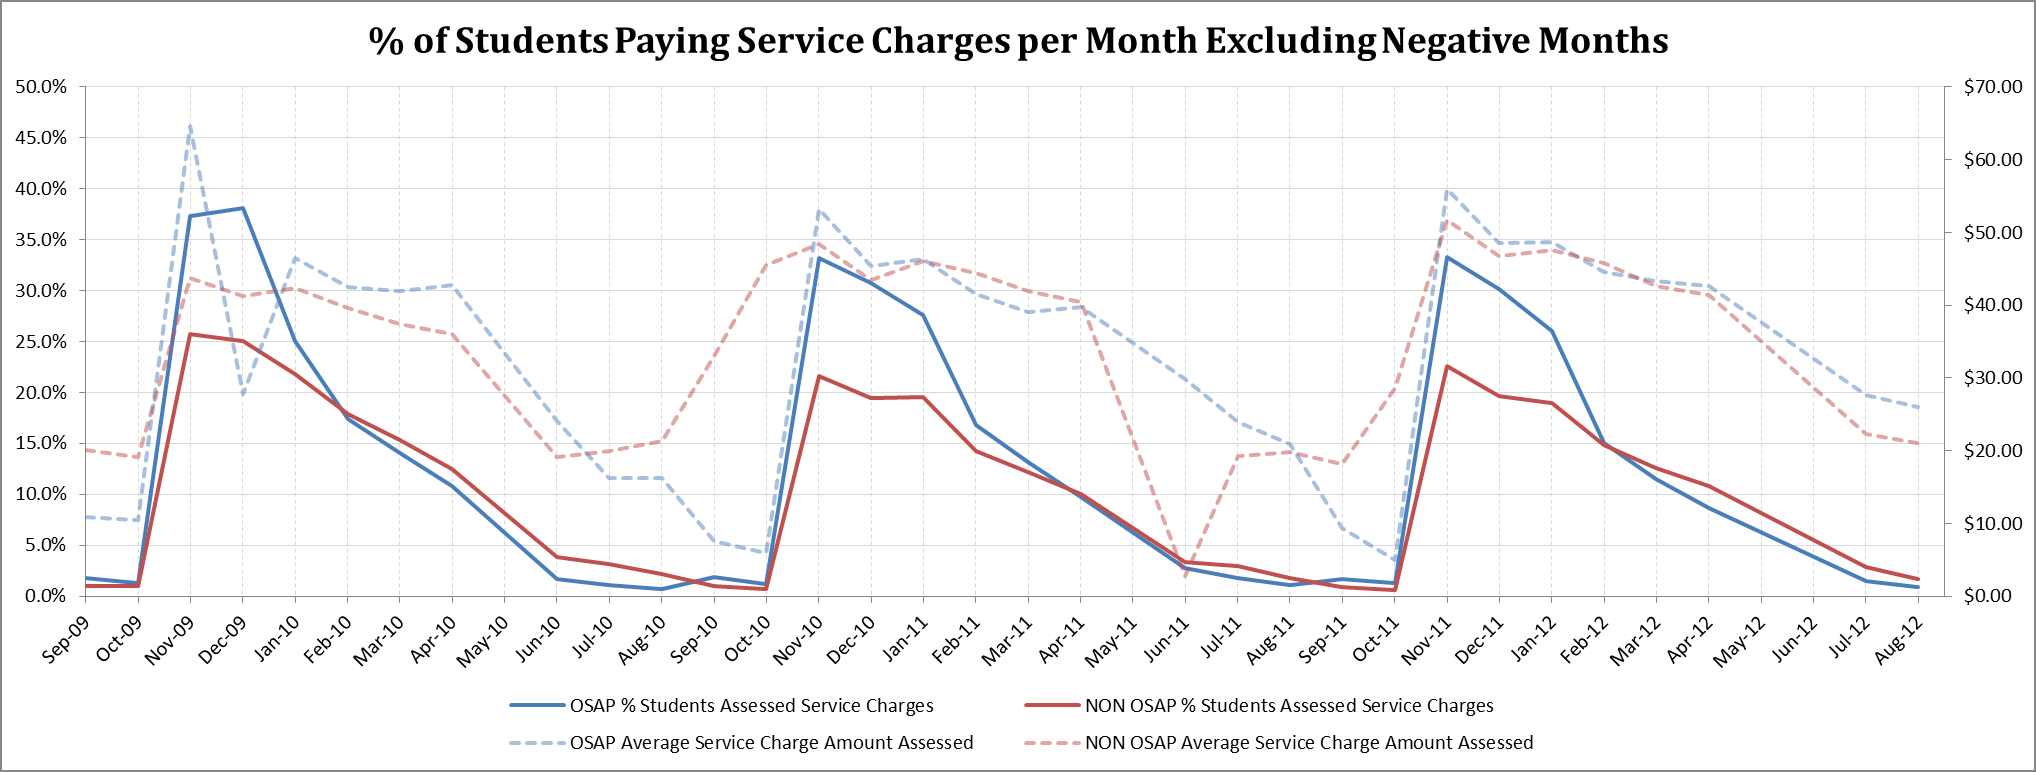 % of Students Paying Service Charges per Month Excluding Negative Months
50.0%
45.0%
40.0%
35.0%
30.0%
25.0%
20.0%
15.0%
10.0%
5.0%
0.0%
$70.00
$60.00
$50.00
$40.00
$30.00
$20.00
$10.00
$0.00
Sep-09
Oct-09
Nov-09
Dec-09
Jan-10
Feb-10
Mar-10
Apr-10
May-10
Jun-10
Jul-10
Aug-10
Sep-10
Oct-10
Nov-10
Dec-10
Jan-11
Feb-11
Mar-11
Apr-11
May-11
Jun-11
Jul-11
Aug-11
Sep-11
Oct-11
Nov-11
Dec-11
Jan-12
Feb-12
Mar-12
Apr-12
May-12
Jun-12
Jul-12
Aug-12
OSAP % Students Assessed Service Charges
NON OSAP % Students Assessed Service Charges
OSAP Average Service Charge Amount Assessed
NON OSAP Average Service Charge Amount Assessed